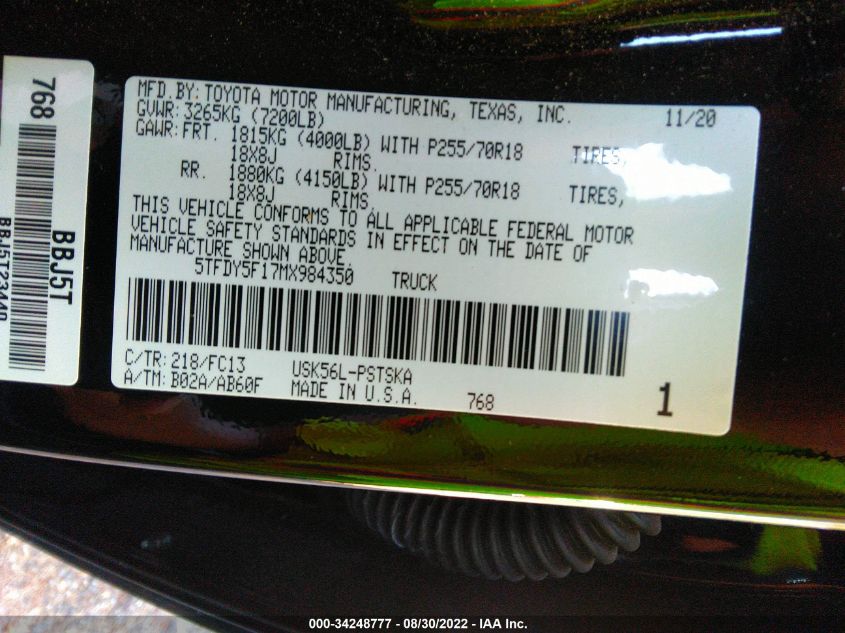 768
BBJ5T
BBJ5T23440
MFD.BY: TOYOTA MOTOR MANUFACTURING, TEXAS, INC. 11/20
GVWR: 3265KG (7200LB)
GAWR: FRT. 1815KG (4000LB) WITH P255/70R18 TIRES,
18X8J RIMS.
RR. 1880KG (4150LB) WITH P255/70R18 TIRES,
18X8J RIMS.
THIS VEHICLE CONFORMS TO ALL APPLICABLE FEDERAL MOTOR
VEHICLE SAFETY STANDARDS IN EFFECT ON THE DATE OF
MANUFACTURE SHOWN ABOVE.
5TFDY5F17MX984350 TRUCK
C/TR: 218/FC13 USK56L-PSTSKA
A/TM: B02A/AB60F MADE IN U.S.A. 768 1
000-34248777 - 08/30/2022 - IAA Inc.